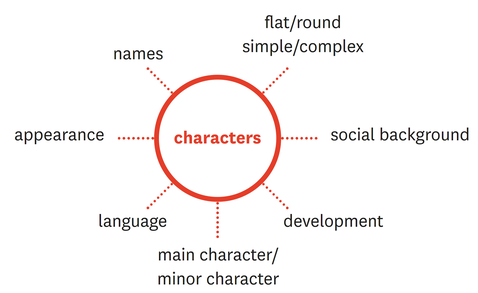 flat/round
simple/complex
names
appearance
characters
social background
language
development
main character/
minor character